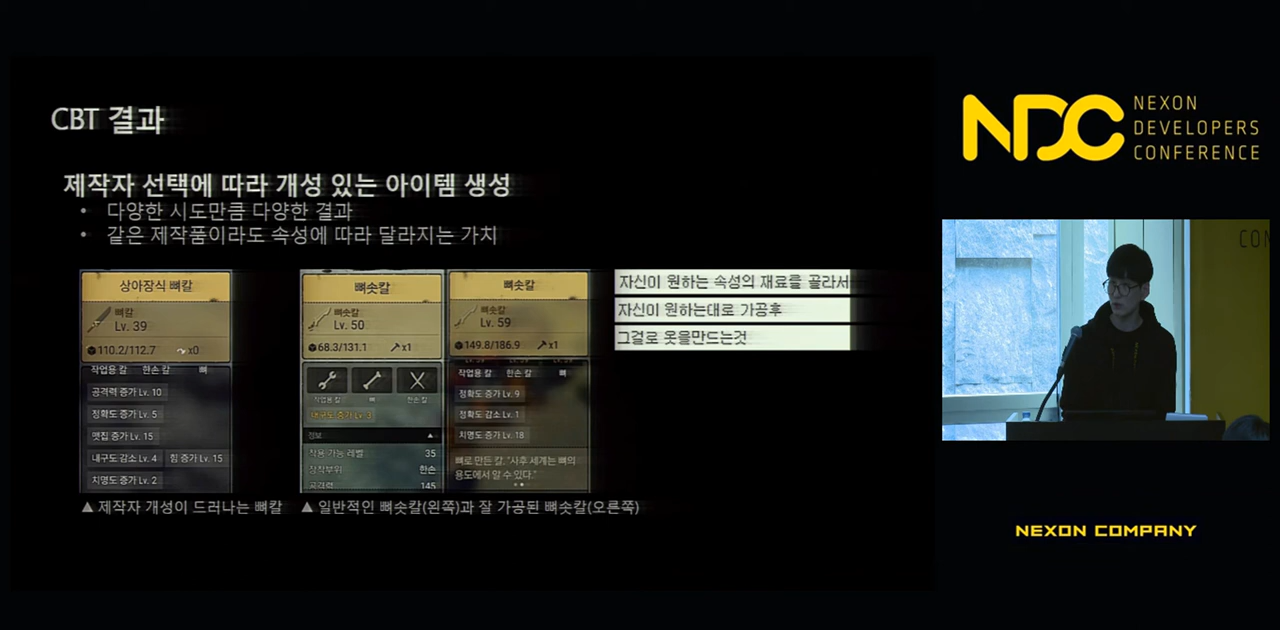 CBT 결과
제작자 선택에 따라 개성 있는 아이템 생성
• 다양한 시도만큼 다양한 결과
• 같은 제작품이라도 속성에 따라 달라지는 가치
상아장식 뼈칼
뼈칼
Lv. 39
110.2/112.7 x0
작업용 칼 한손 칼 뼈
공격력 증가 Lv. 10
정확도 증가 Lv. 5
맷집 증가 Lv. 15
내구도 감소 Lv. 4 힘 증가 Lv. 15
치명도 증가 Lv. 2
▲ 제작자 개성이 드러나는 뼈칼
뼈숏칼
뼈숏칼
Lv. 50
68.3/131.1 x1
작업용 칼 뼈 한손 칼
내구도 증가 Lv. 3
정보 ▲
착용 가능 레벨 35
장착부위 한손
공격력 145
뼈숏칼
뼈숏칼
Lv. 59
149.8/186.9 x1
작업용 칼 한손 칼 뼈
정확도 증가 Lv. 9
정확도 감소 Lv. 1
치명도 증가 Lv. 18
뼈로 만든 칼. "사후 세계는 뼈의
용도에서 알 수 있다."
▲ 일반적인 뼈숏칼(왼쪽)과 잘 가공된 뼈숏칼(오른쪽)
자신이 원하는 속성의 재료를 골라서
자신이 원하는대로 가공후
그걸로 옷을만드는것
NDC
NEXON
DEVELOPERS
CONFERENCE
CON
NEXON COMPANY